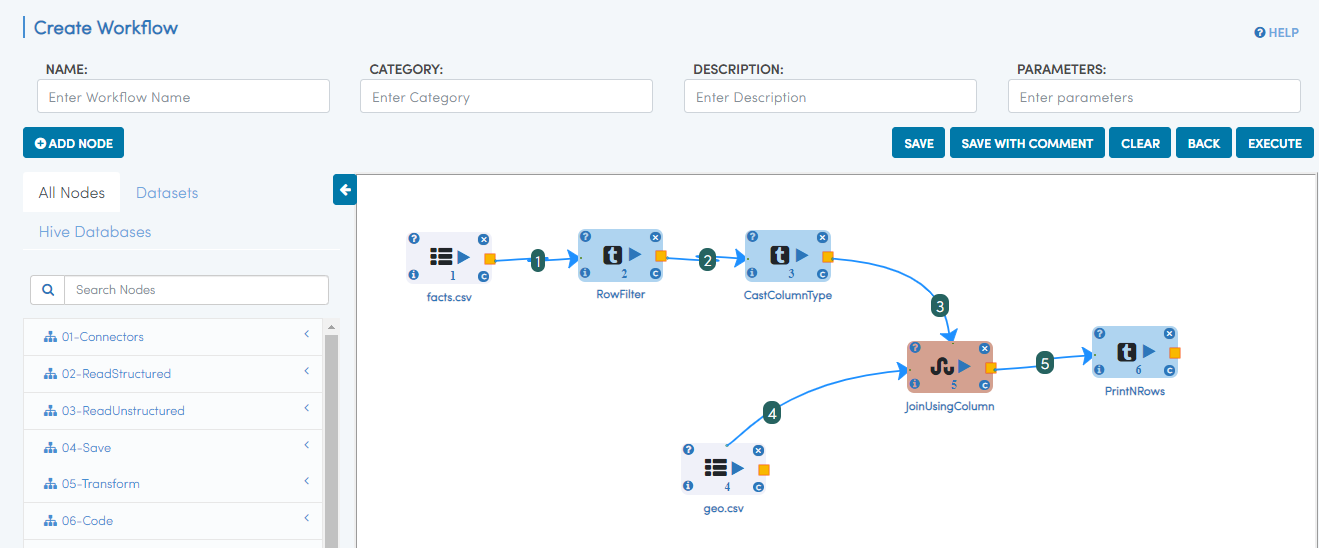 Create Workflow
HELP
NAME:
CATEGORY:
DESCRIPTION:
PARAMETERS:
Enter Workflow Name
Enter Category
Enter Description
Enter parameters
ADD NODE
SAVE
SAVE WITH COMMENT
CLEAR
BACK
EXECUTE
All Nodes
Datasets
Hive Databases
Search Nodes
01-Connectors
02-ReadStructured
03-ReadUnstructured
04-Save
05-Transform
06-Code
1
facts.csv
1
t
2
RowFilter
2
t
3
CastColumnType
3
5
JoinUsingColumn
4
4
geo.csv
5
t
6
PrintNRows